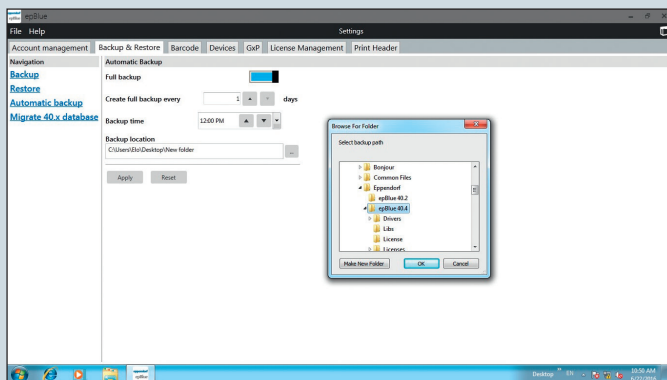 epBlue
File Help
Settings
Account management Backup & Restore Barcode Devices GxP License Management Print Header
Navigation
Automatic Backup
Backup
Full backup
Restore
Automatic backup
Create full backup every 1 days
Migrate 40.x database
Backup time 12:00 PM
Backup location
C:\Users\Elo\Desktop\New folder
...
Apply Reset
Browse For Folder
Select backup path
Bonjour
Common Files
Eppendorf
epBlue 40.2
epBlue 40.4
Drivers
Libs
License
Licenses
Make New Folder OK Cancel
Desktop EN 10:50 AM